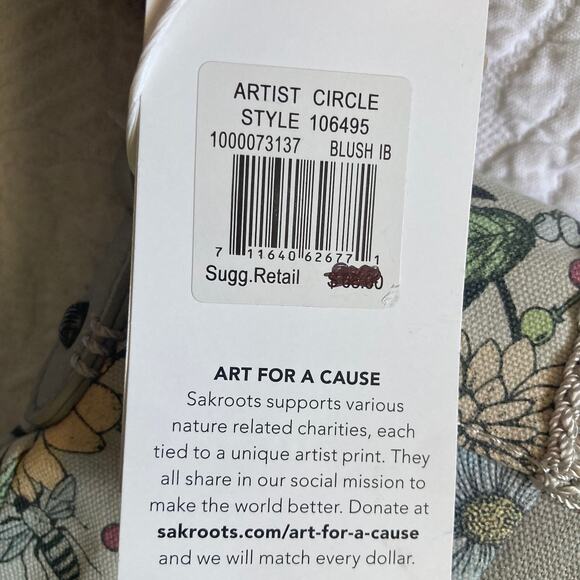 ARTIST CIRCLE
STYLE 106495
1000073137 BLUSH IB
7 11640 62677 1
Sugg.Retail
ART FOR A CAUSE
Sakroots supports various
nature related charities, each
tied to a unique artist print. They
all share in our social mission to
make the world better. Donate at
sakroots.com/art-for-a-cause
and we will match every dollar.